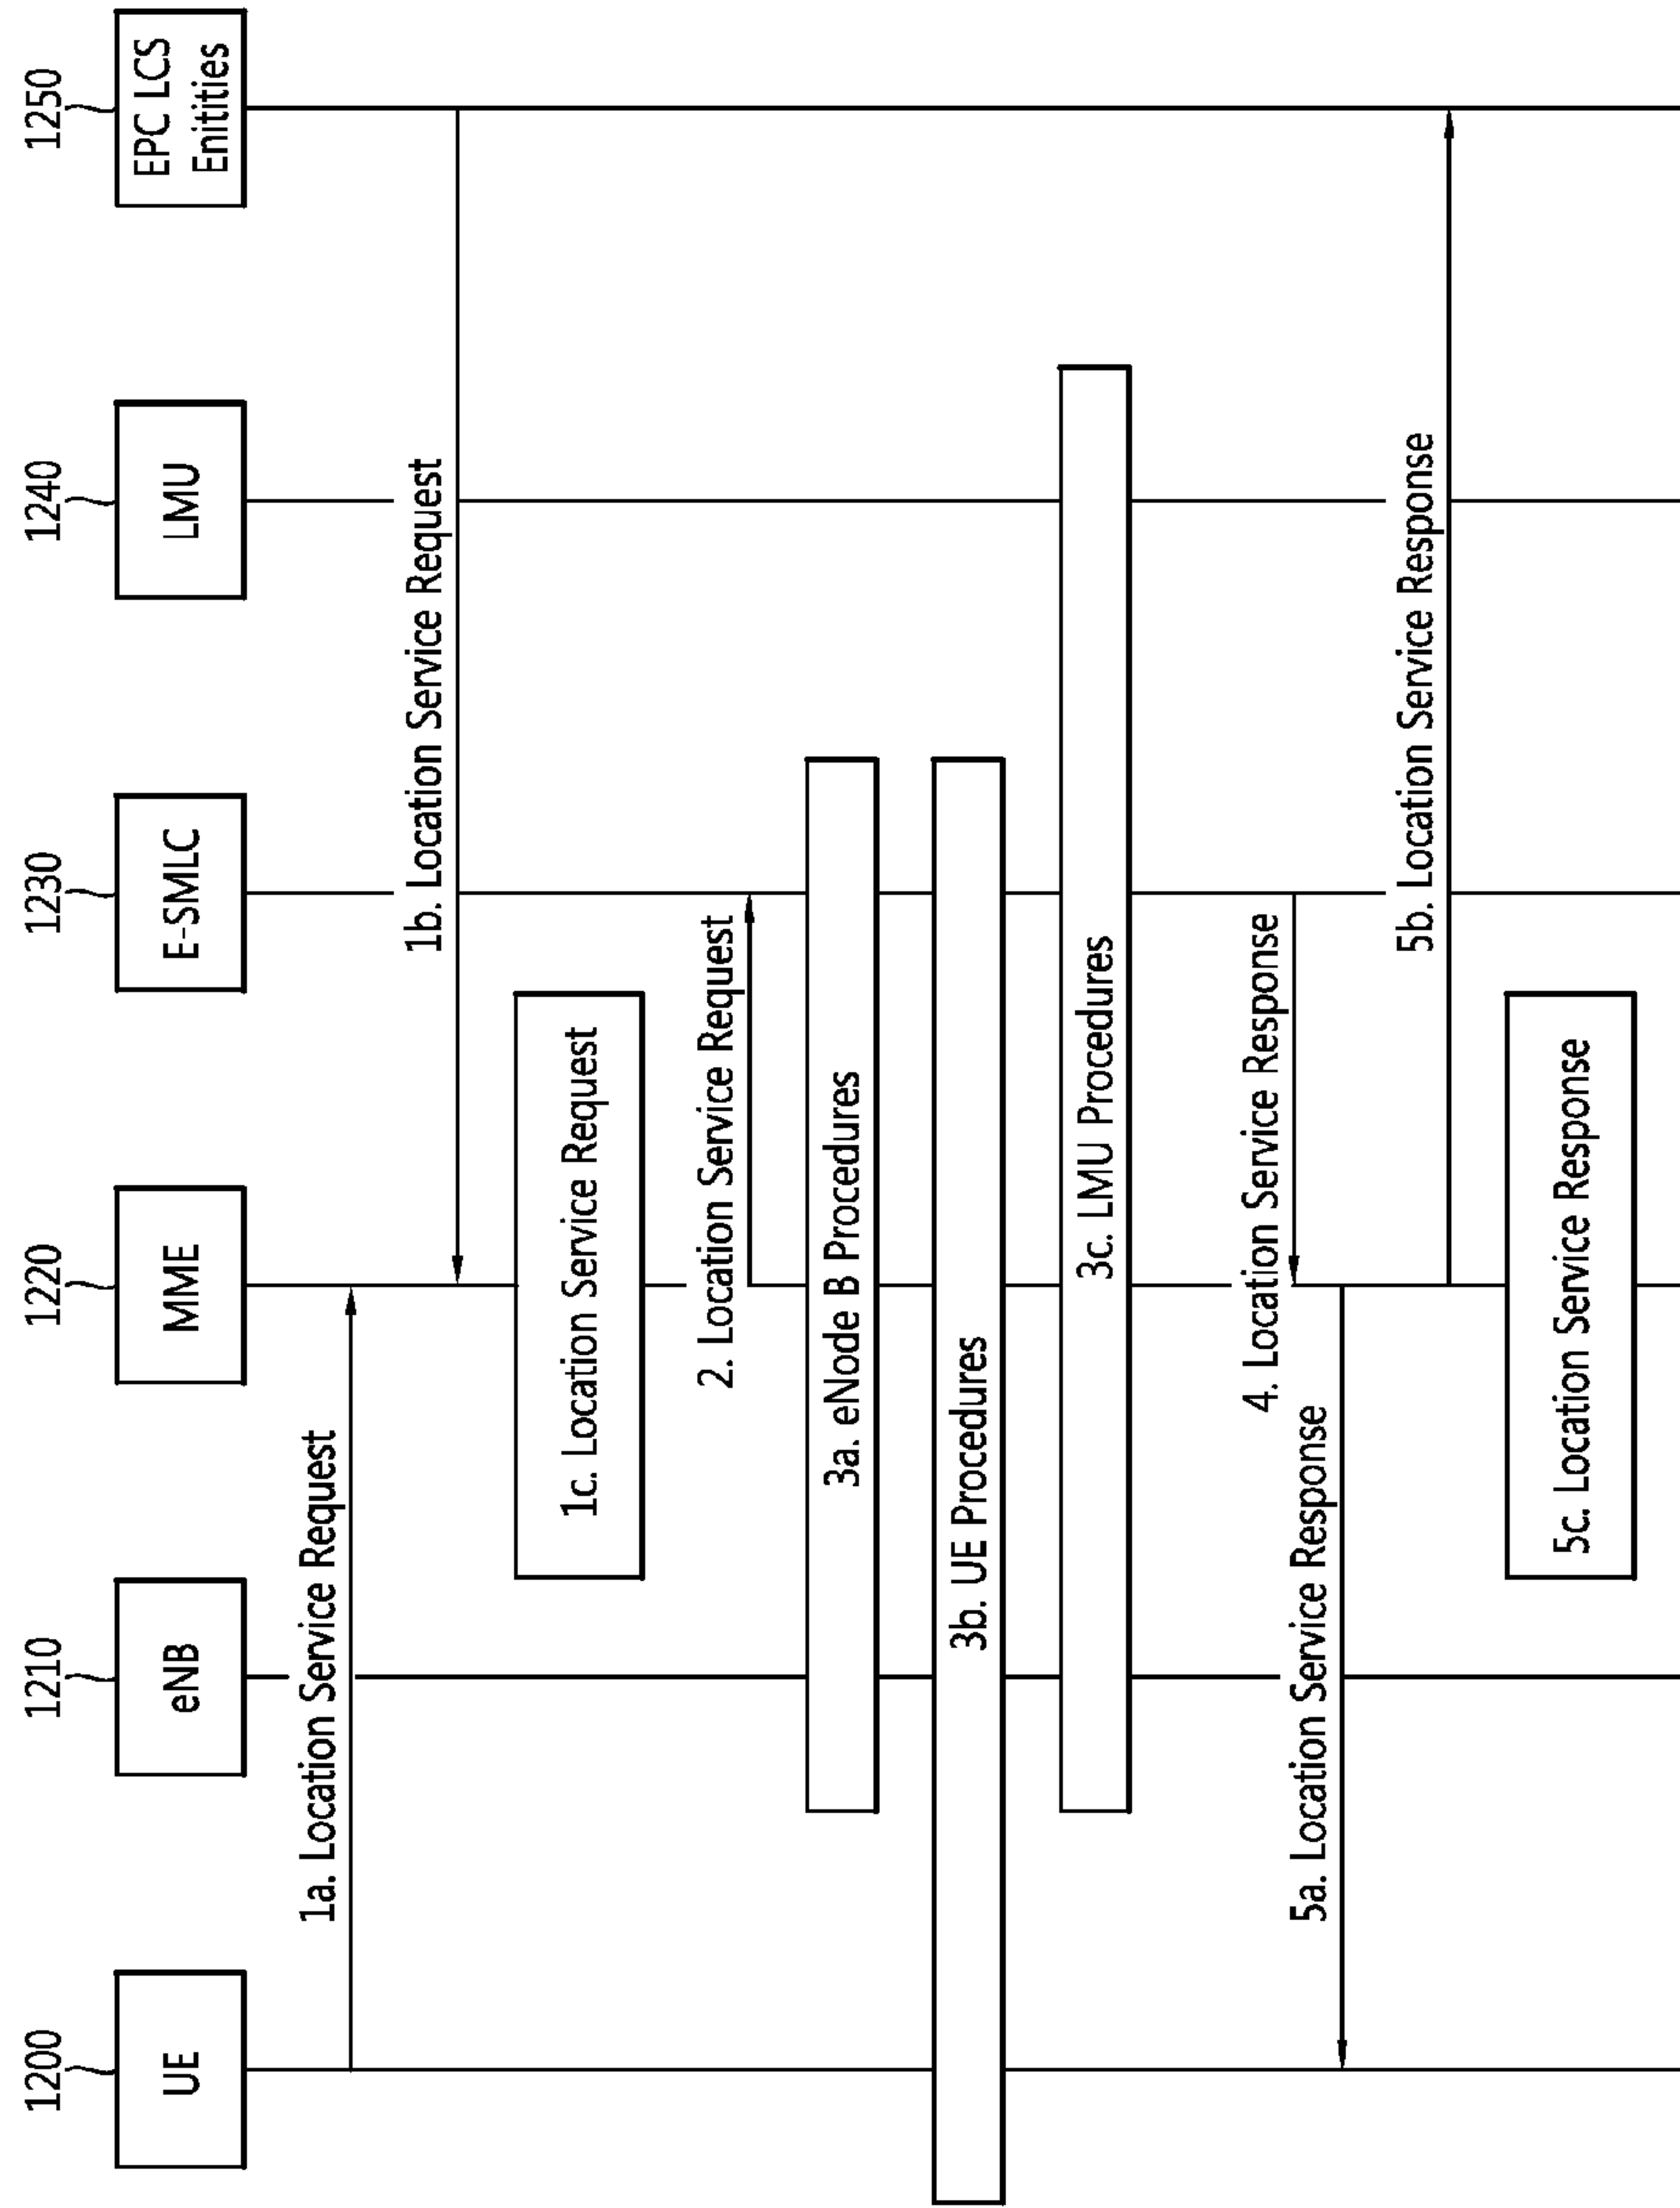 1200
1210
1220
1230
1240
1250
UE
eNB
MME
E-SMLC
LMU
EPC LCS
Enitities
1a. Location Service Request
1b. Location Service Request
1c. Location Service Request
2. Location Service Request
3a. eNode B Procedures
3b. UE Procedures
3c. LMU Procedures
4. Location Service Response
5a. Location Service Response
5b. Location Service Response
5c. Location Service Response